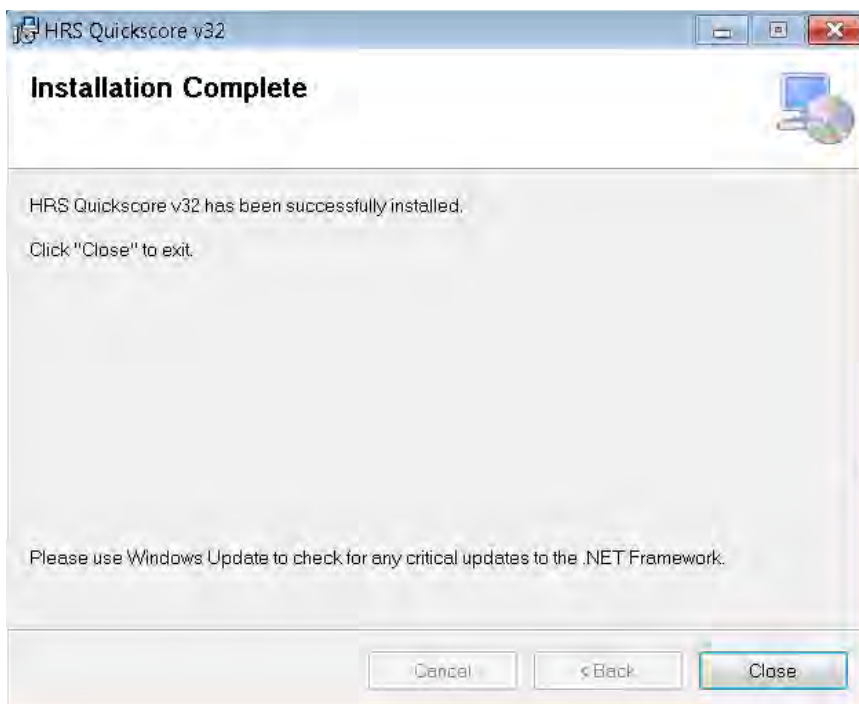 HRS Quickscore v32
Installation Complete
HRS Quickscore v32 has been successfully installed.
Click "Close" to exit.
Please use Windows Update to check for any critical updates to the .NET Framework.
Cancel
< Back
Close